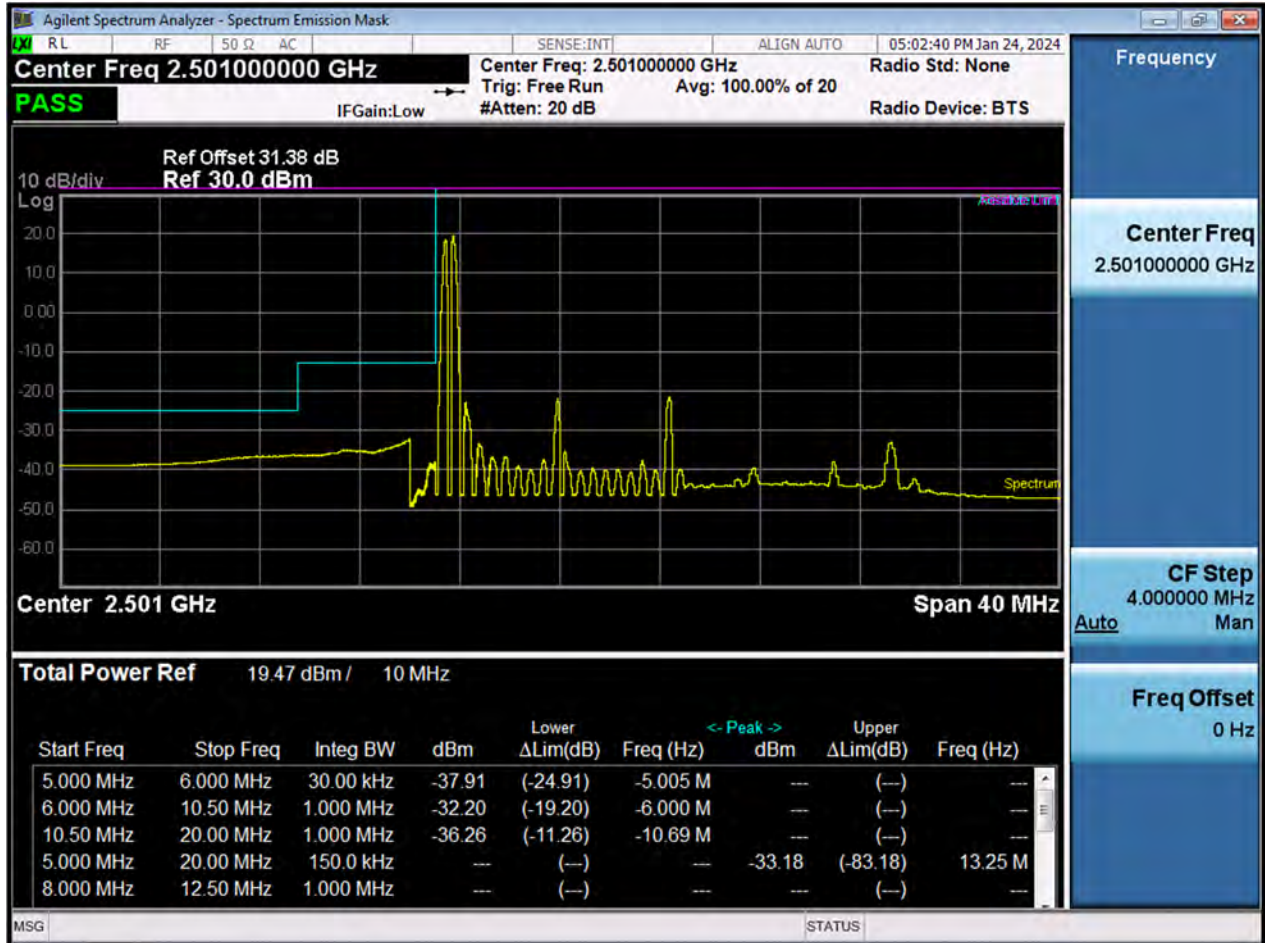 Agilent Spectrum Analyzer - Spectrum Emission Mask
LXI RL RF 50 Ω AC SENSE:INT ALIGN AUTO 05:02:40 PM Jan 24, 2024
Center Freq 2.501000000 GHz
Center Freq: 2.501000000 GHz Radio Std: None
Trig: Free Run Avg: 100.00% of 20
PASS IFGain:Low #Atten: 20 dB Radio Device: BTS
Ref Offset 31.38 dB
10 dB/div Ref 30.0 dBm
Log
Absolute Limit
20.0
10.0
0.00
-10.0
-20.0
-30.0
-40.0
Spectrum
-50.0
-60.0
Center 2.501 GHz Span 40 MHz
Total Power Ref 19.47 dBm / 10 MHz
Lower <- Peak -> Upper
Start Freq Stop Freq Integ BW dBm ΔLim(dB) Freq (Hz) dBm ΔLim(dB) Freq (Hz)
5.000 MHz 6.000 MHz 30.00 kHz -37.91 (-24.91) -5.005 M --- (---) ---
6.000 MHz 10.50 MHz 1.000 MHz -32.20 (-19.20) -6.000 M --- (---) ---
10.50 MHz 20.00 MHz 1.000 MHz -36.26 (-11.26) -10.69 M --- (---) ---
5.000 MHz 20.00 MHz 150.0 kHz --- (---) --- -33.18 (-83.18) 13.25 M
8.000 MHz 12.50 MHz 1.000 MHz --- (---) --- --- (---) ---
MSG STATUS
Frequency
Center Freq
2.501000000 GHz
CF Step
4.000000 MHz
Auto Man
Freq Offset
0 Hz